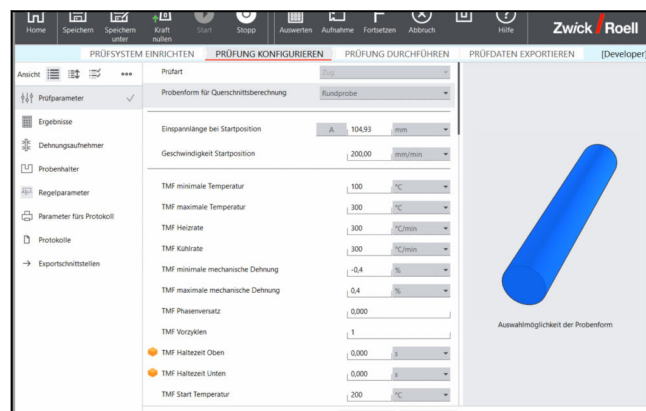 Home Speichern Speichern unter Kraft nullen Start Stopp Auswerten Aufnahme Fortsetzen Abbruch Hilfe Zwick Roell
PRÜFSYSTEM EINRICHTEN PRÜFUNG KONFIGURIEREN PRÜFUNG DURCHFÜHREN PRÜFDATEN EXPORTIEREN [Developer]
Ansicht
Prüfparameter
Ergebnisse
Dehnungsaufnehmer
Probenhalter
Regelparameter
Parameter fürs Protokoll
Protokolle
Exportschnittstellen
Prüfart Zug
Probenform für Querschnittsberechnung Rundprobe
Einspannlänge bei Startposition A 104,93 mm
Geschwindigkeit Startposition 200,00 mm/min
TMF minimale Temperatur 100 °C
TMF maximale Temperatur 300 °C
TMF Heizrate 300 °C/min
TMF Kühlrate 300 °C/min
TMF minimale mechanische Dehnung -0,4 %
TMF maximale mechanische Dehnung 0,4 %
TMF Phasenversatz 0,000
TMF Vorzyklen 1
TMF Haltezeit Oben 0,000 s
TMF Haltezeit Unten 0,000 s
TMF Start Temperatur 200 °C
Auswahlmöglichkeit der Probenform